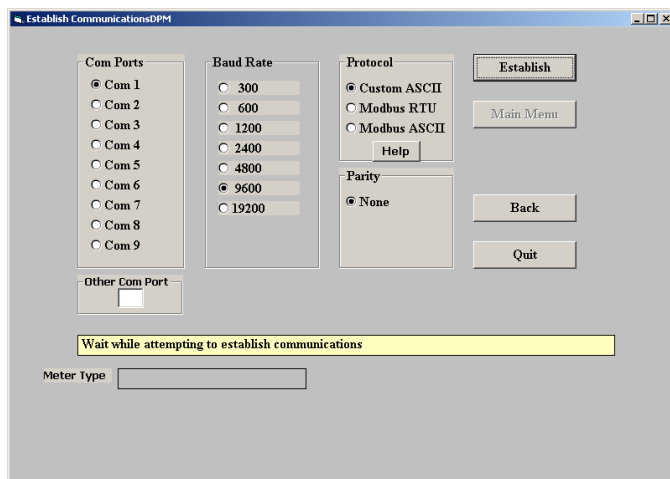 Establish CommunicationsDPM
Com Ports
Com 1
Com 2
Com 3
Com 4
Com 5
Com 6
Com 7
Com 8
Com 9
Other Com Port
Baud Rate
300
600
1200
2400
4800
9600
19200
Protocol
Custom ASCII
Modbus RTU
Modbus ASCII
Help
Parity
None
Establish
Main Menu
Back
Quit
Wait while attempting to establish communications
Meter Type